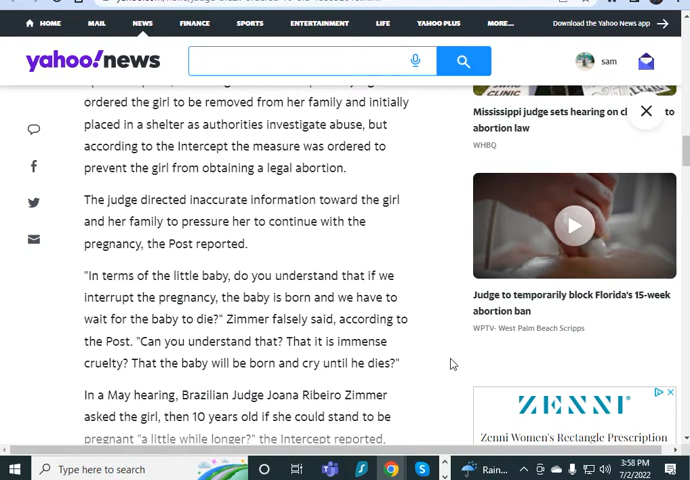 HOME MAIL NEWS FINANCE SPORTS ENTERTAINMENT LIFE YAHOO PLUS MORE... Download the Yahoo News app →
yahoo!news
sam
ordered the girl to be removed from her family and initially
placed in a shelter as authorities investigate abuse, but
according to the Intercept the measure was ordered to
prevent the girl from obtaining a legal abortion.
The judge directed inaccurate information toward the girl
and her family to pressure her to continue with the
pregnancy, the Post reported.
"In terms of the little baby, do you understand that if we
interrupt the pregnancy, the baby is born and we have to
wait for the baby to die?" Zimmer falsely said, according to
the Post. "Can you understand that? That it is immense
cruelty? That the baby will be born and cry until he dies?"
In a May hearing, Brazilian Judge Joana Ribeiro Zimmer
asked the girl, then 10 years old if she could stand to be
pregnant "a little while longer?" the Intercept reported.
Mississippi judge sets hearing on cl to
abortion law
WHBQ
Judge to temporarily block Florida's 15-week
abortion ban
WPTV- West Palm Beach Scripps
ZENNI
Zenni Women's Rectangle Prescription
Type here to search
Rain...
3:58 PM
7/2/2022